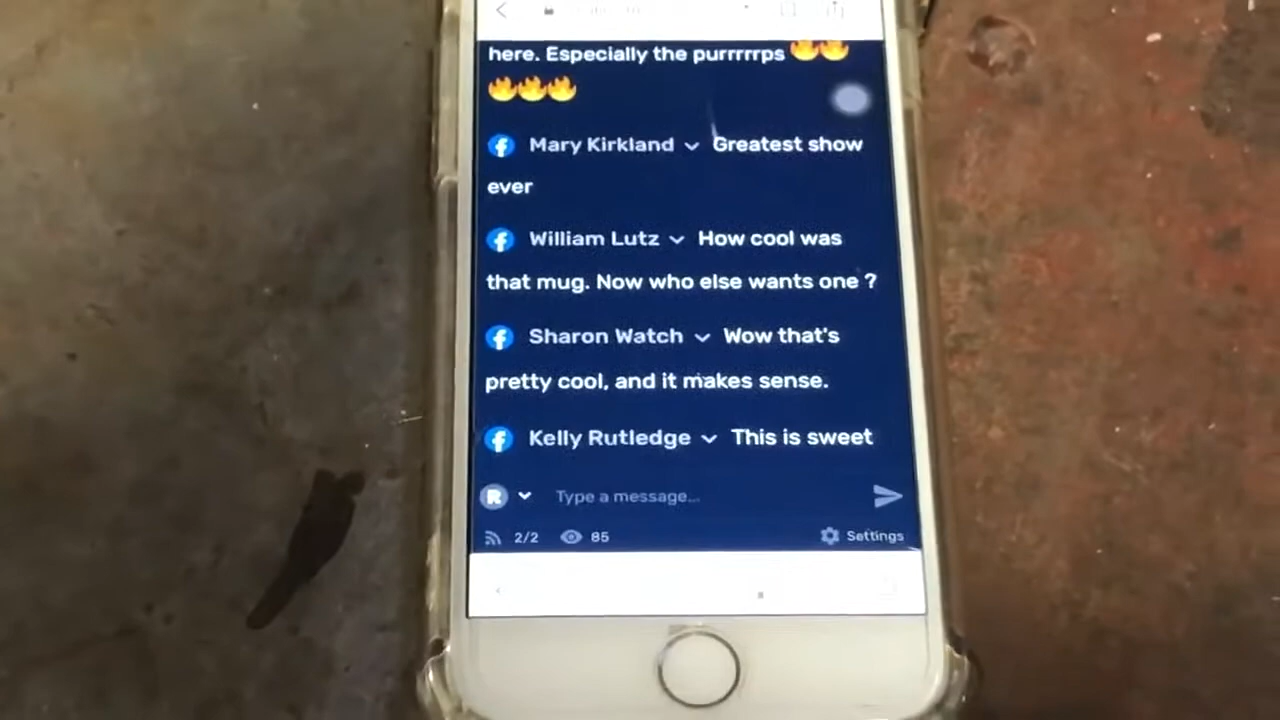 here. Especially the purrrrrps 🔥🔥
🔥🔥🔥
Mary Kirkland Greatest show
ever
William Lutz How cool was
that mug. Now who else wants one ?
Sharon Watch Wow that's
pretty cool, and it makes sense.
Kelly Rutledge This is sweet
R Type a message...
2/2 85 Settings